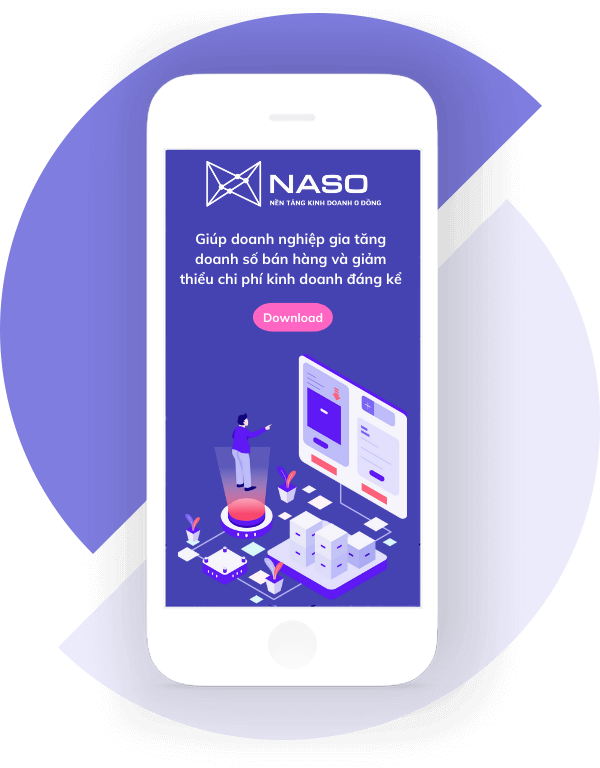 NASO
NỀN TẢNG KINH DOANH 0 ĐỒNG
Giúp doanh nghiệp gia tăng
doanh số bán hàng và giảm
thiểu chi phí kinh doanh đáng kể
Download